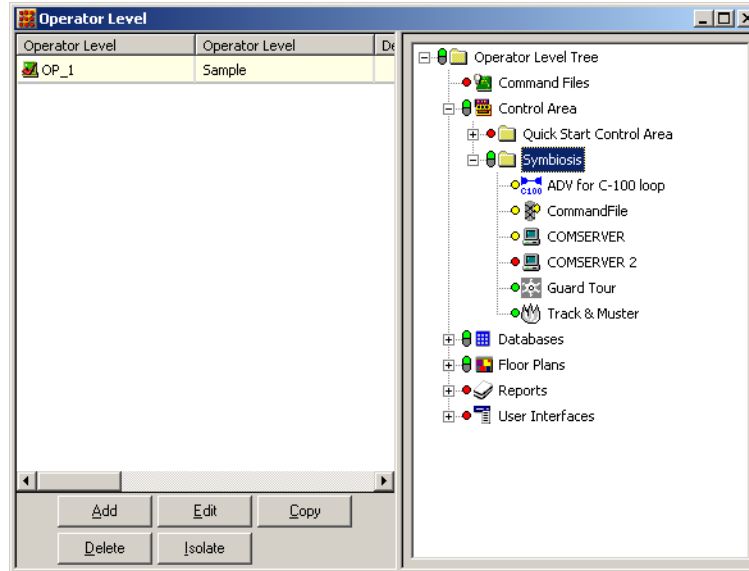 Operator Level
Operator Level Operator Level De
OP_1 Sample
Operator Level Tree
Command Files
Control Area
Quick Start Control Area
Symbiosis
C100 ADV for C-100 loop
CommandFile
COMSERVER
COMSERVER 2
Guard Tour
Track & Muster
Databases
Floor Plans
Reports
User Interfaces
Add Edit Copy
Delete Isolate